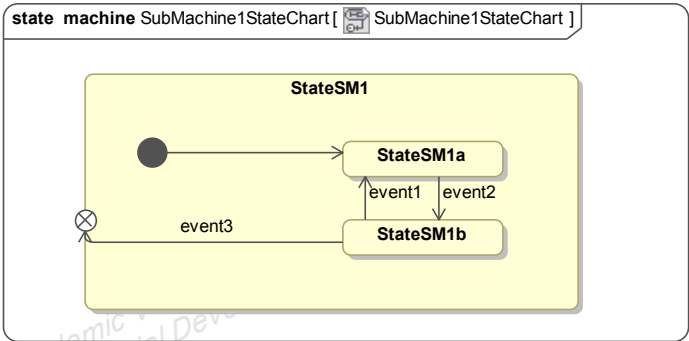 state machine SubMachine1StateChart [ SubMachine1StateChart ]
StateSM1
StateSM1a
event1 event2
event3
StateSM1b